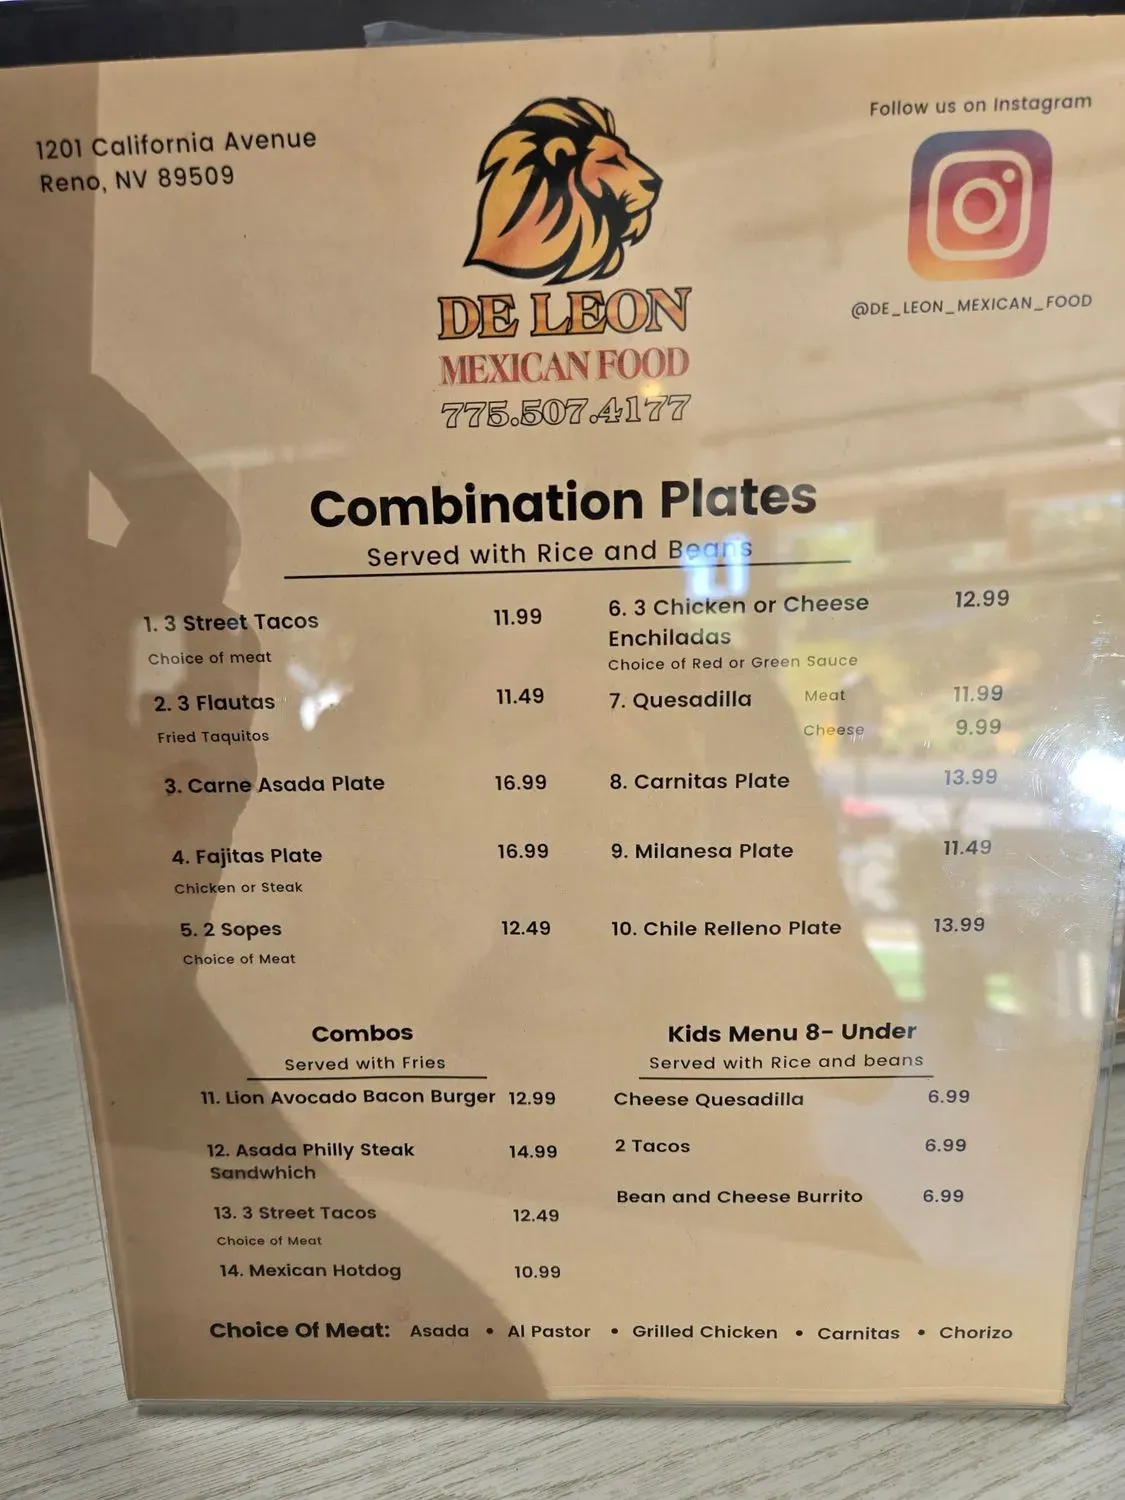 1201 California Avenue
Reno, NV 89509
Follow us on Instagram
@DE_LEON_MEXICAN_FOOD
DE LEON
MEXICAN FOOD
775.507.4177
Combination Plates
Served with Rice and Beans
1. 3 Street Tacos 11.99
Choice of meat
2. 3 Flautas 11.49
Fried Taquitos
3. Carne Asada Plate 16.99
4. Fajitas Plate 16.99
Chicken or Steak
5. 2 Sopes 12.49
Choice of Meat
6. 3 Chicken or Cheese 12.99
Enchiladas
Choice of Red or Green Sauce
7. Quesadilla Meat 11.99
Cheese 9.99
8. Carnitas Plate 13.99
9. Milanesa Plate 11.49
10. Chile Relleno Plate 13.99
Combos
Served with Fries
11. Lion Avocado Bacon Burger 12.99
12. Asada Philly Steak 14.99
Sandwhich
13. 3 Street Tacos 12.49
Choice of Meat
14. Mexican Hotdog 10.99
Kids Menu 8- Under
Served with Rice and beans
Cheese Quesadilla 6.99
2 Tacos 6.99
Bean and Cheese Burrito 6.99
Choice Of Meat: Asada • Al Pastor • Grilled Chicken • Carnitas • Chorizo